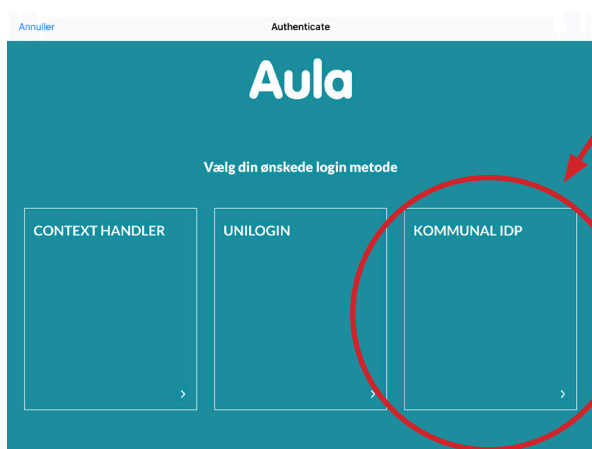 Annuller
Authenticate
Aula
Vælg din ønskede login metode
CONTEXT HANDLER
UNILOGIN
KOMMUNAL IDP